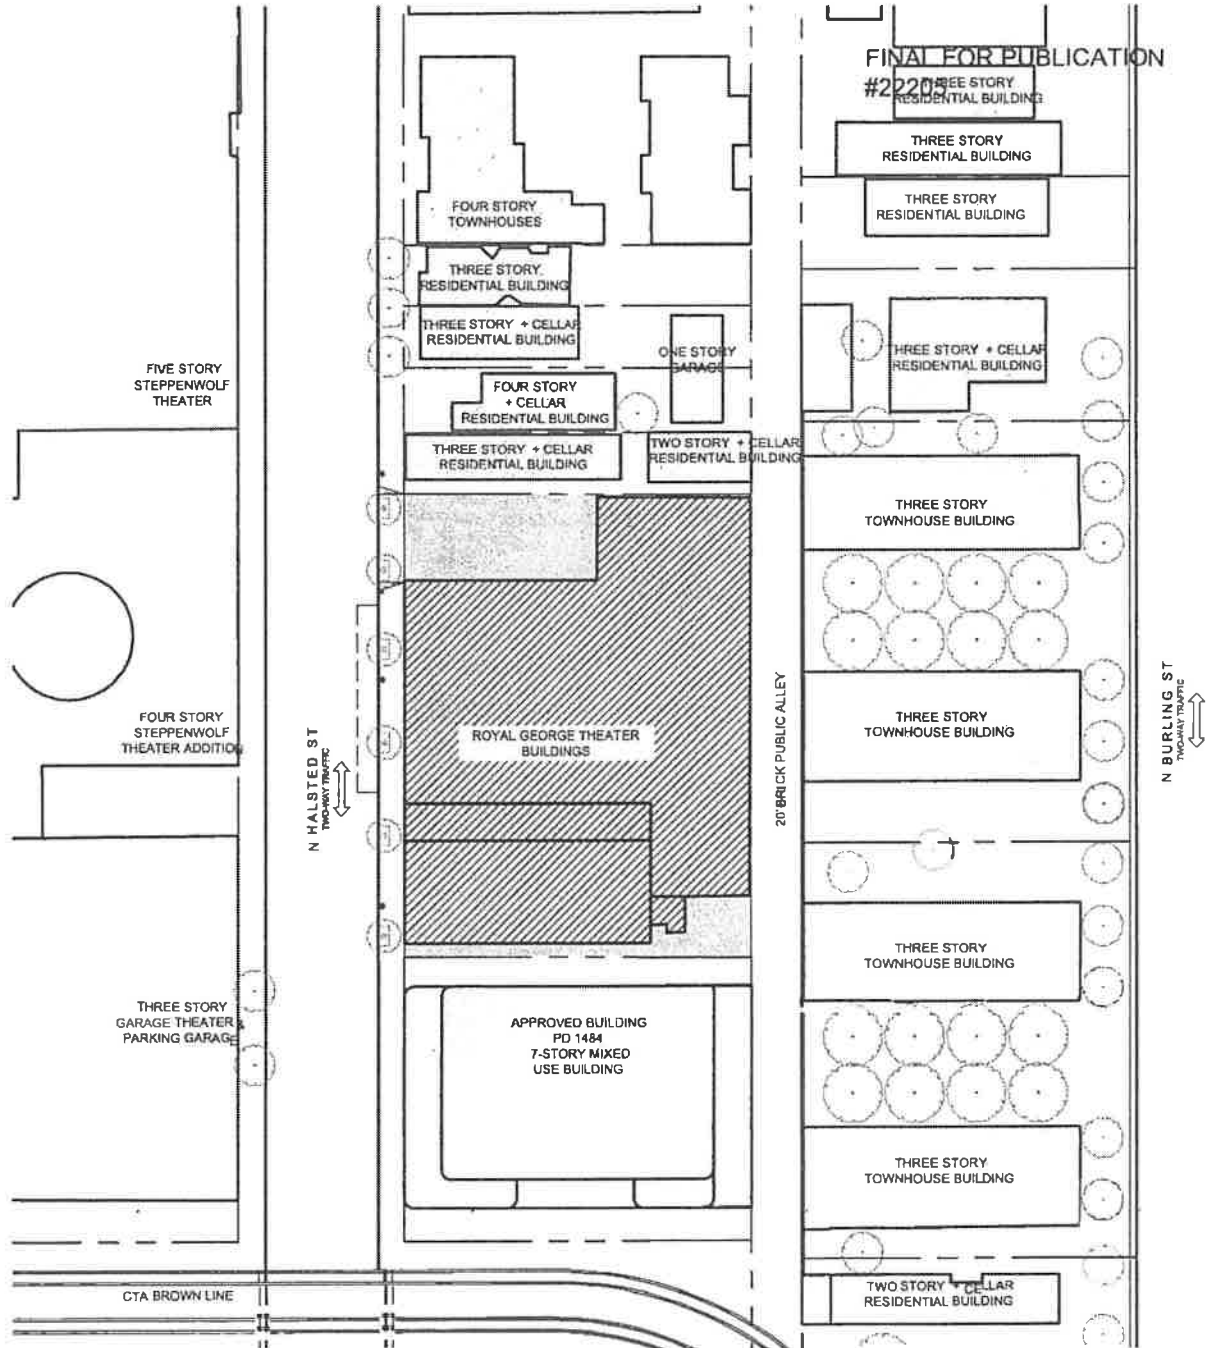 FINAL FOR PUBLICATION
#22205
THREE STORY
RESIDENTIAL BUILDING
THREE STORY
RESIDENTIAL BUILDING
THREE STORY
RESIDENTIAL BUILDING
FOUR STORY
TOWNHOUSES
THREE STORY
RESIDENTIAL BUILDING
THREE STORY + CELLAR
RESIDENTIAL BUILDING
ONE STORY
GARAGE
HREE STORY + CELLAR
RESIDENTIAL BUILDING
FIVE STORY
STEPPENWOLF
THEATER
FOUR STORY
+ CELLAR
RESIDENTIAL BUILDING
THREE STORY + CELLAR
RESIDENTIAL BUILDING
TWO STORY + CELLAR
RESIDENTIAL BUILDING
THREE STORY
TOWNHOUSE BUILDING
FOUR STORY
STEPPENWOLF
THEATER ADDITION
N HALSTED ST
TWO-WAY TRAFFIC
ROYAL GEORGE THEATER
BUILDINGS
20' BRICK PUBLIC ALLEY
THREE STORY
TOWNHOUSE BUILDING
N BURLING ST
TWO-WAY TRAFFIC
THREE STORY
TOWNHOUSE BUILDING
THREE STORY
GARAGE THEATER &
PARKING GARAGE
APPROVED BUILDING
PD 1484
7-STORY MIXED
USE BUILDING
THREE STORY
TOWNHOUSE BUILDING
CTA BROWN LINE
TWO STORY + CELLAR
RESIDENTIAL BUILDING